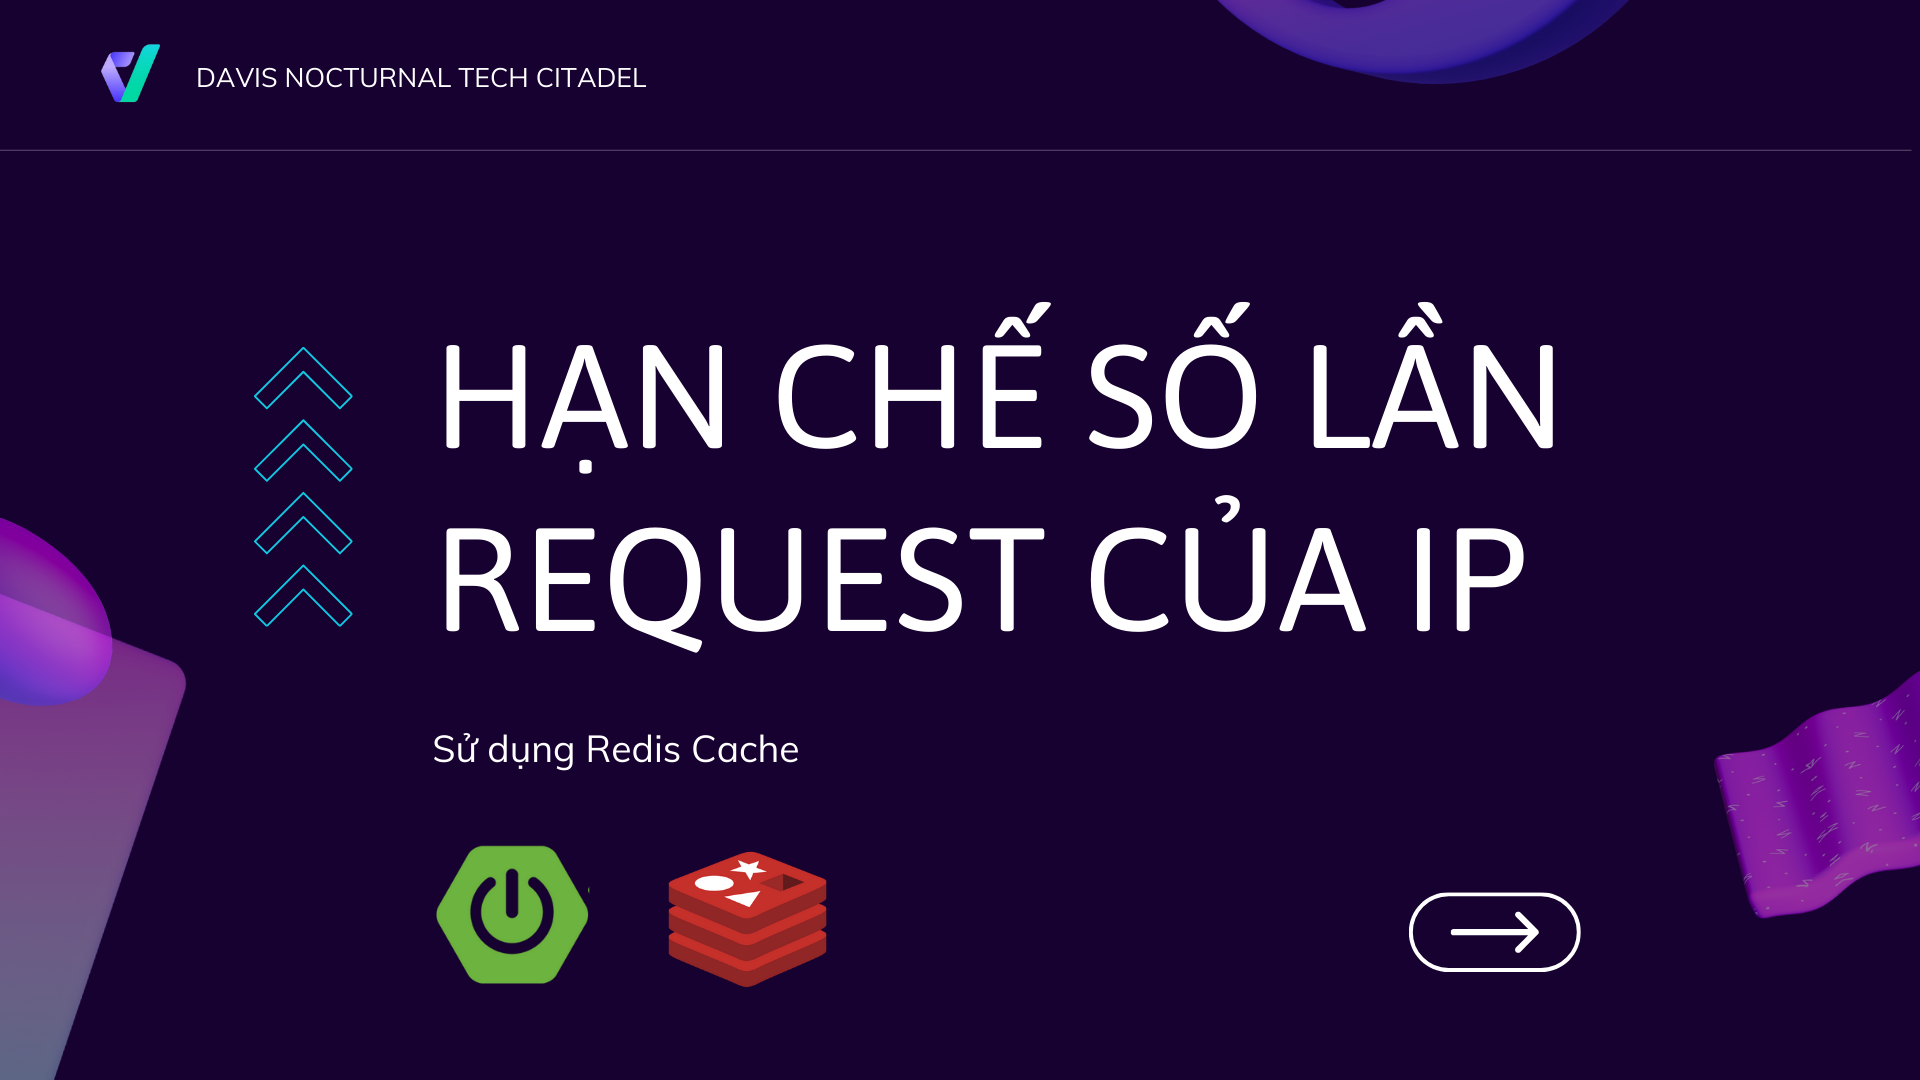 DAVIS NOCTURNAL TECH CITADEL
HẠN CHẾ SỐ LẦN
REQUEST CỦA IP
Sử dụng Redis Cache